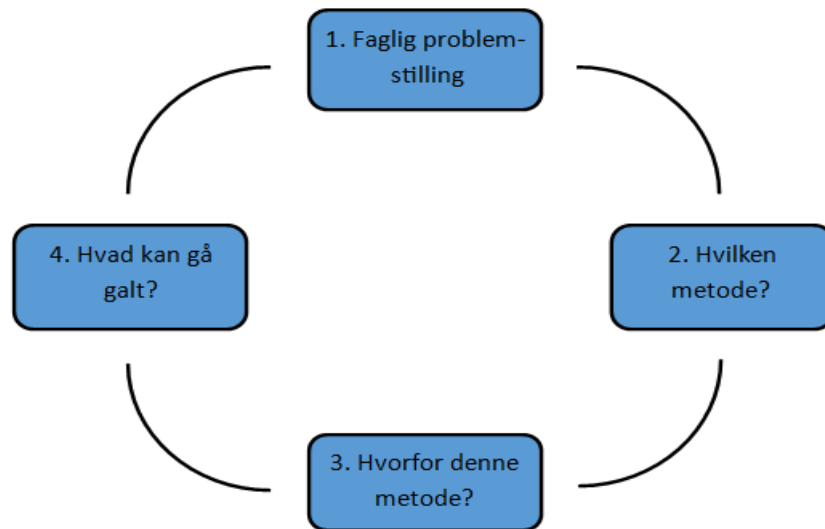 1. Faglig problem-
stilling
2. Hvilken
metode?
3. Hvorfor denne
metode?
4. Hvad kan gå
galt?